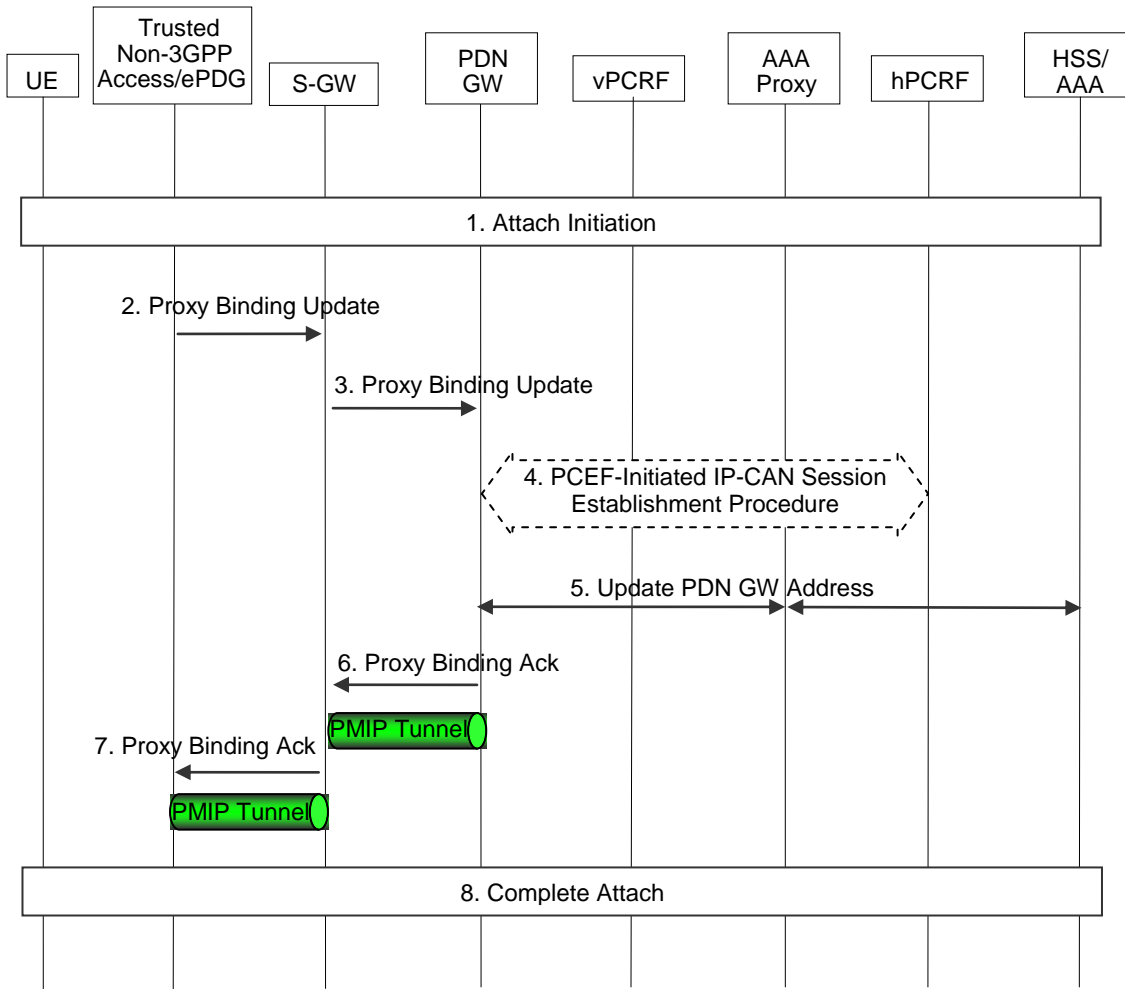 UE
Trusted
Non-3GPP
Access/ePDG
S-GW
PDN
GW
vPCRF
AAA
Proxy
hPCRF
HSS/
AAA
1. Attach Initiation
2. Proxy Binding Update
3. Proxy Binding Update
4. PCEF-Initiated IP-CAN Session
Establishment Procedure
5. Update PDN GW Address
6. Proxy Binding Ack
PMIP Tunnel
7. Proxy Binding Ack
PMIP Tunnel
8. Complete Attach